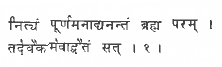 नित्यं पूर्णमनाद्यनन्तं ब्रह्म परम् ।
तदेवैकमेवाद्वैतं सत् । १ ।